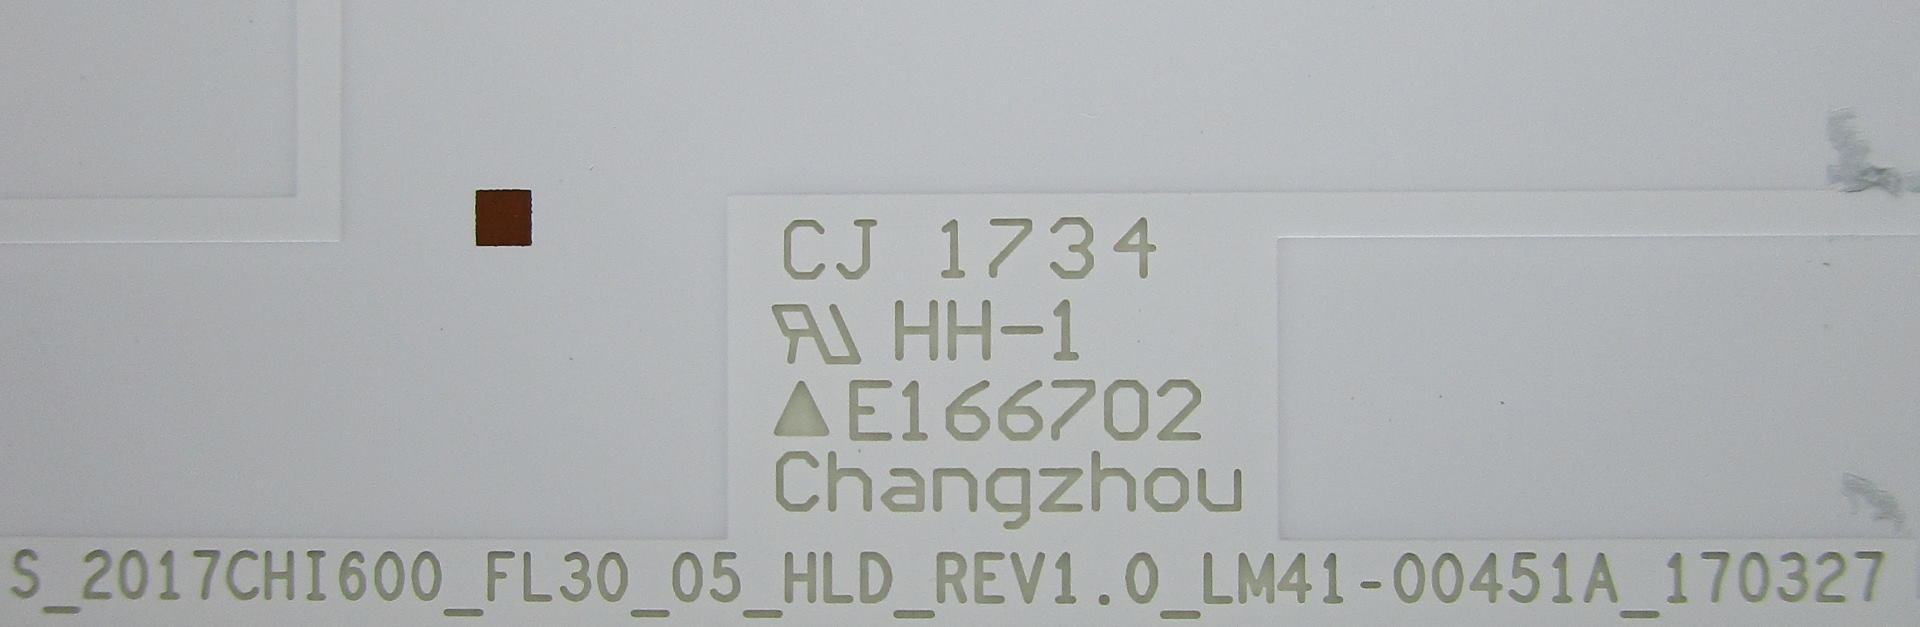 CJ 1734
HH-1
▲E166702
Changzhou
S_2017CHI600_FL30_05_HLD_REV1.0_LM41-00451A_170327